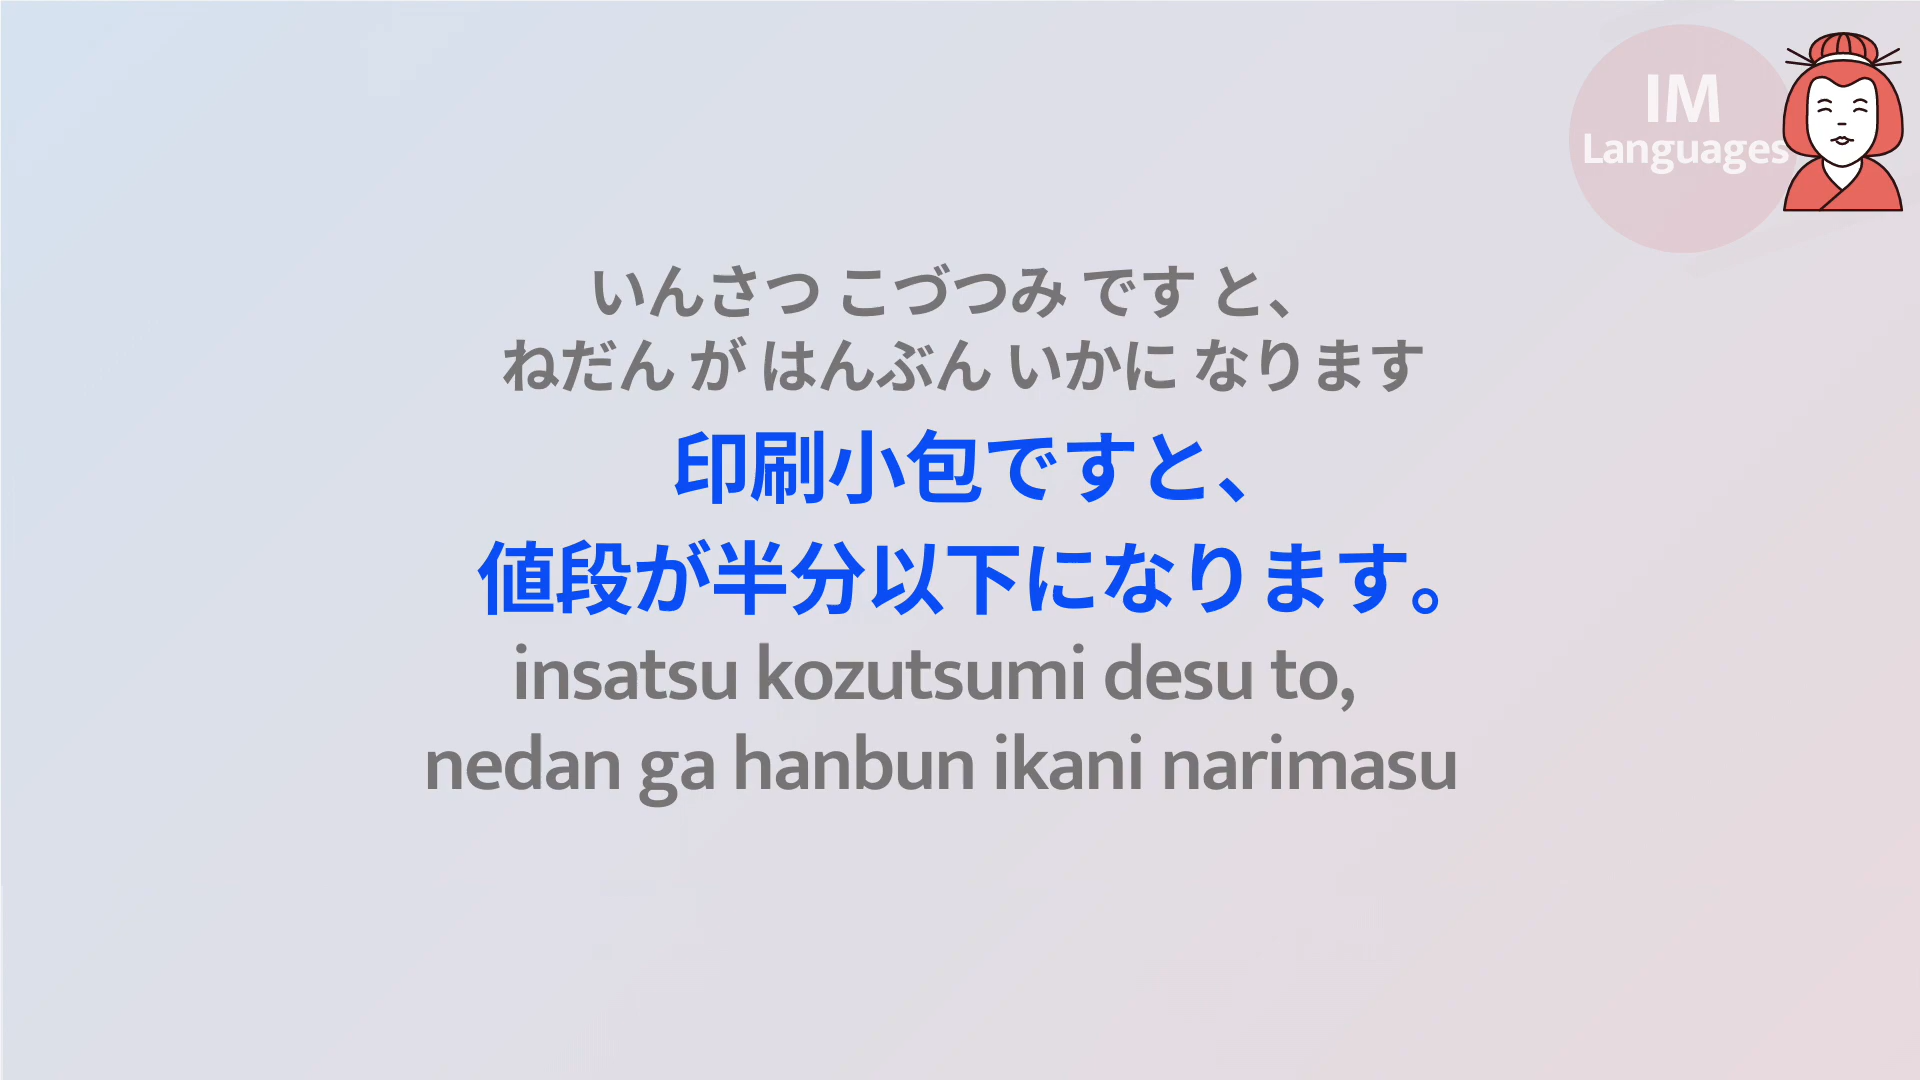 IM
Languages
いんさつ こづつみ です と、
ねだん が はんぶん いかに なります
印刷小包ですと、
値段が半分以下になります。
insatsu kozutsumi desu to,
nedan ga hanbun ikani narimasu